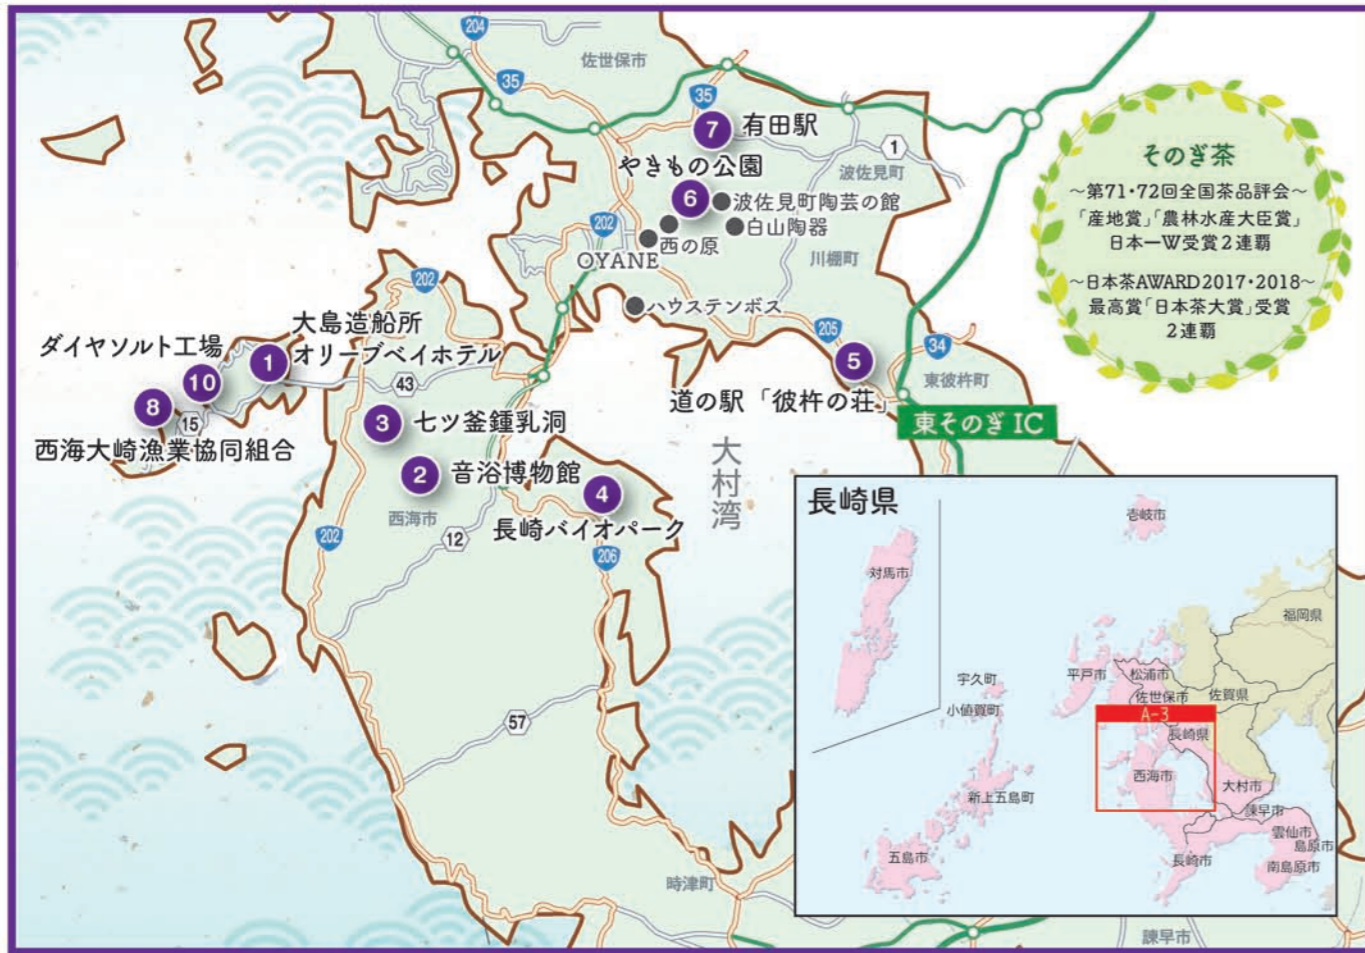 204
佐世保市
35
35
7
有田駅
1
波佐見町
やきもの公園
6
波佐見町陶芸の館
白山陶器
西の原
202
OYANE
川棚町
ハウステンボス
202
大島造船所
オリーブベイホテル
1
ダイヤソルト工場
10
8
15
43
西海大崎漁業協同組合
205
34
5
東彼杵町
道の駅「彼杵の荘」
東そのぎIC
3
七ツ釜鍾乳洞
2
音浴博物館
4
長崎バイオパーク
大村湾
西海市
202
12
206
57
時津町
諫早市
そのぎ茶
～第71・72回全国茶品評会～
「産地賞」「農林水産大臣賞」
日本一W受賞2連覇
～日本茶AWARD2017・2018～
最高賞「日本茶大賞」受賞
2連覇
長崎県
壱岐市
対馬市
福岡県
宇久町
平戸市
松浦市
小値賀町
佐世保市
佐賀県
A-3
長崎県
西海市
大村市
新上五島町
諫早市
雲仙市
島原市
五島市
長崎市
南島原市